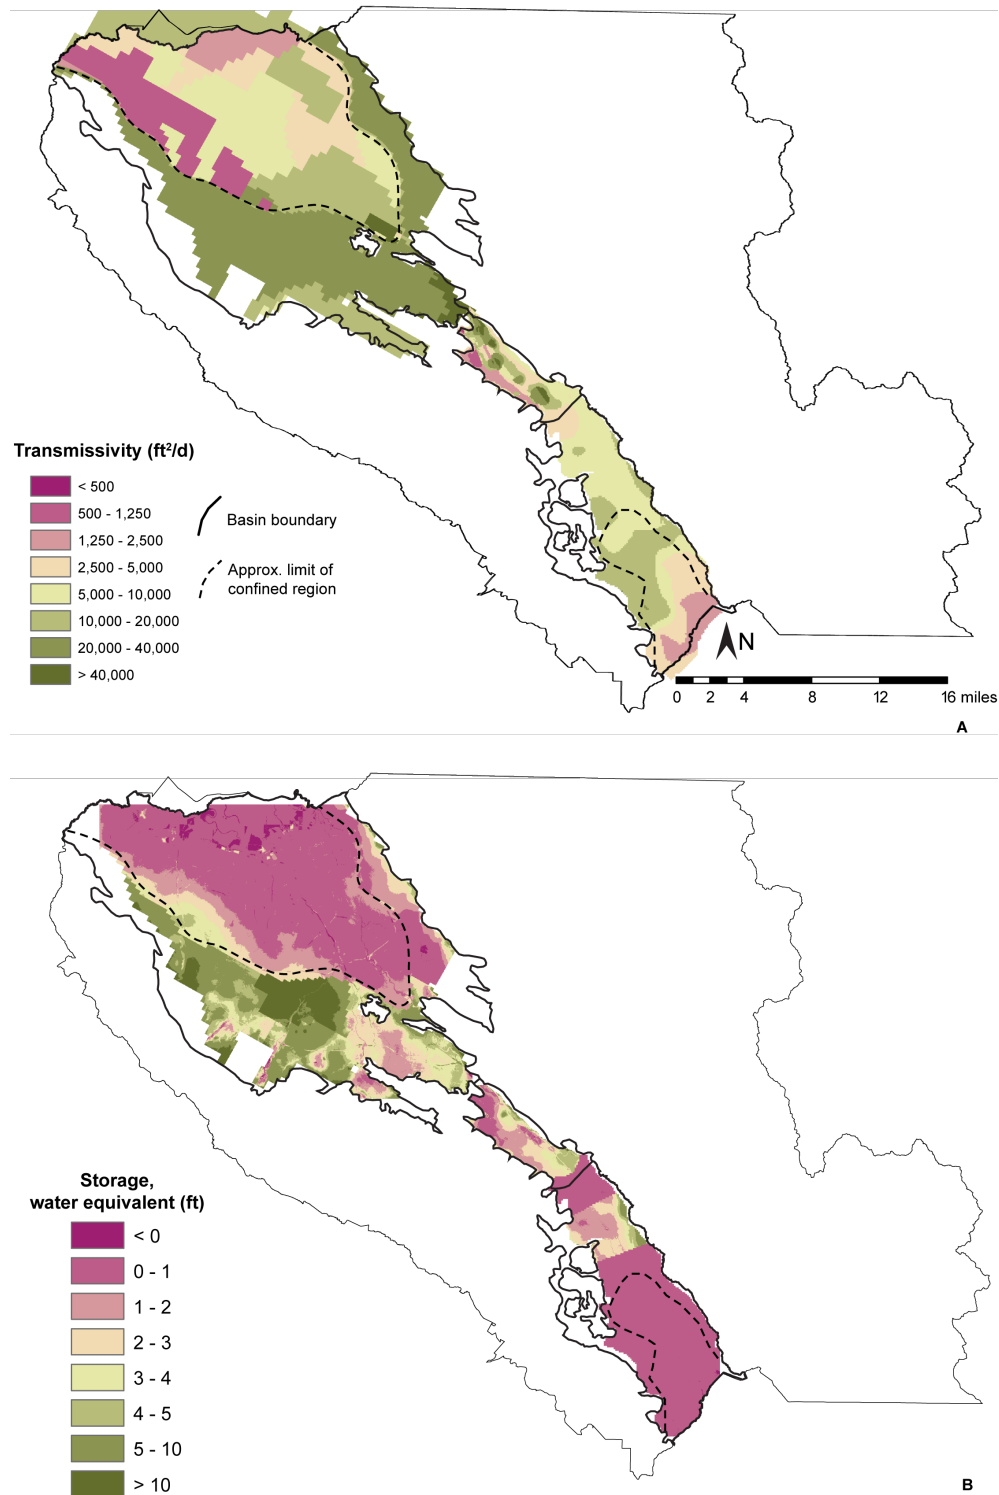 Transmissivity (ft²/d)
< 500
500 - 1,250
1,250 - 2,500
2,500 - 5,000
5,000 - 10,000
10,000 - 20,000
20,000 - 40,000
> 40,000
Basin boundary
Approx. limit of
confined region
N
0 2 4 8 12 16 miles
A
Storage,
water equivalent (ft)
< 0
0 - 1
1 - 2
2 - 3
3 - 4
4 - 5
5 - 10
> 10
B